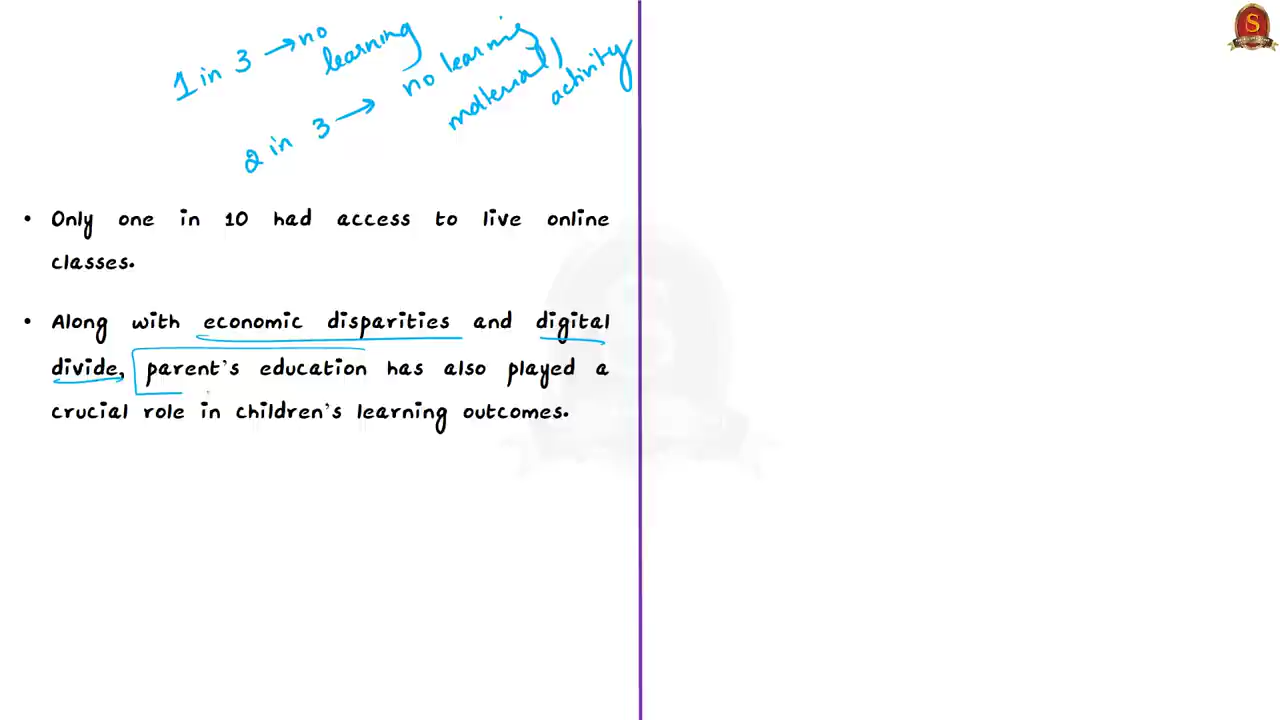 1 in 3 → no learning
2 in 3 → no learning material, activity
• Only one in 10 had access to live online
classes.
• Along with economic disparities and digital
divide, parent's education has also played a
crucial role in children's learning outcomes.
S